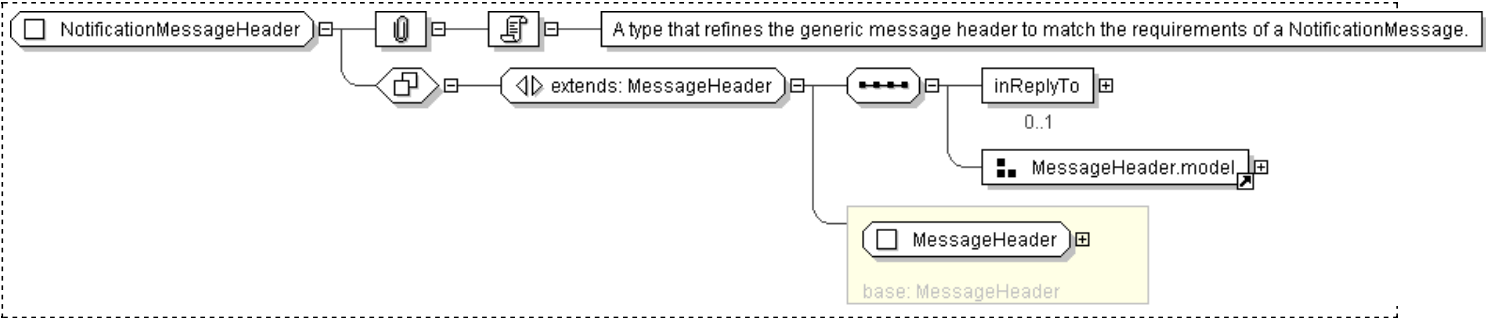 NotificationMessageHeader
A type that refines the generic message header to match the requirements of a NotificationMessage.
extends: MessageHeader
inReplyTo
0..1
MessageHeader.model
MessageHeader
base: MessageHeader